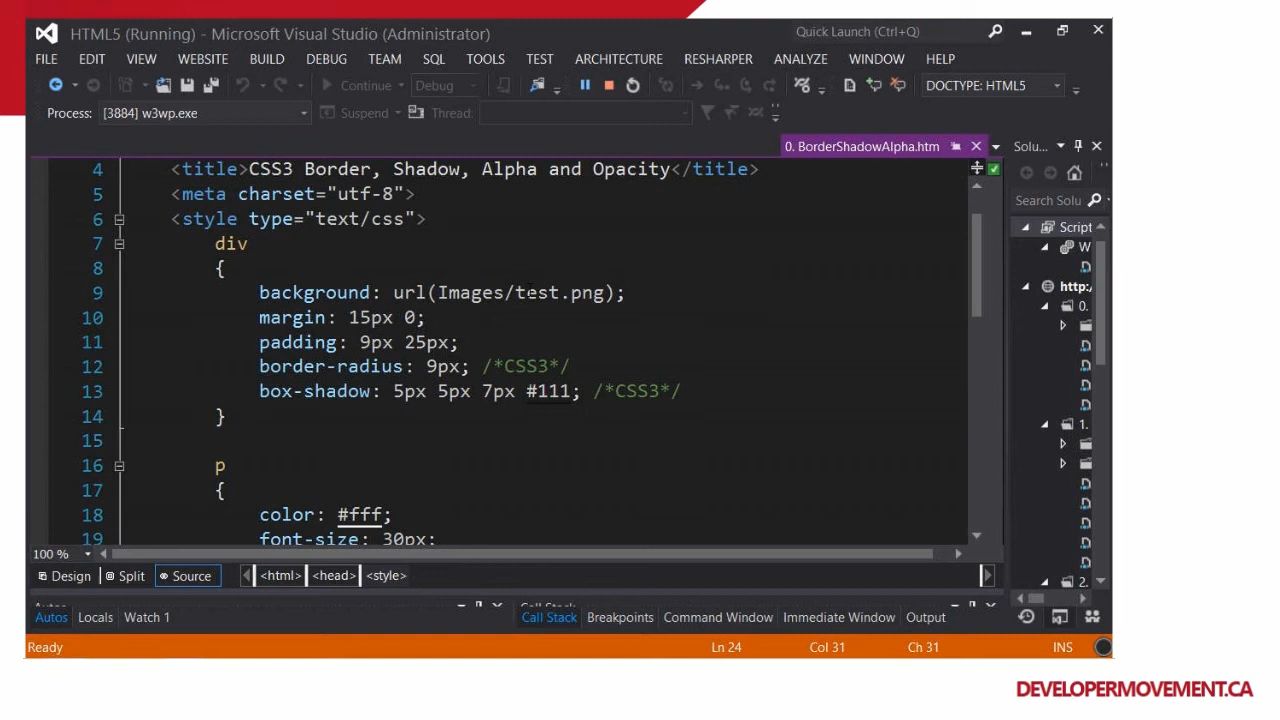 HTML5 (Running) - Microsoft Visual Studio (Administrator)
Quick Launch (Ctrl+Q)
FILE EDIT VIEW WEBSITE BUILD DEBUG TEAM SQL TOOLS TEST ARCHITECTURE RESHARPER ANALYZE WINDOW HELP
Continue Debug DOCTYPE: HTML5
Process: [3884] w3wp.exe Suspend Thread:
0. BorderShadowAlpha.htm Solu...
4 <title>CSS3 Border, Shadow, Alpha and Opacity</title>
5 <meta charset="utf-8">
6 <style type="text/css">
7 div
8 {
9 background: url(Images/test.png);
10 margin: 15px 0;
11 padding: 9px 25px;
12 border-radius: 9px; /*CSS3*/
13 box-shadow: 5px 5px 7px #111; /*CSS3*/
14 }
15
16 p
17 {
18 color: #fff;
19 font-size: 30px;
Search Solu
Script
W
http:
0.
1.
2.
100 %
Design Split Source <html> <head> <style>
Autos Locals Watch 1 Call Stack Breakpoints Command Window Immediate Window Output
Ready Ln 24 Col 31 Ch 31 INS
DEVELOPERMOVEMENT.CA